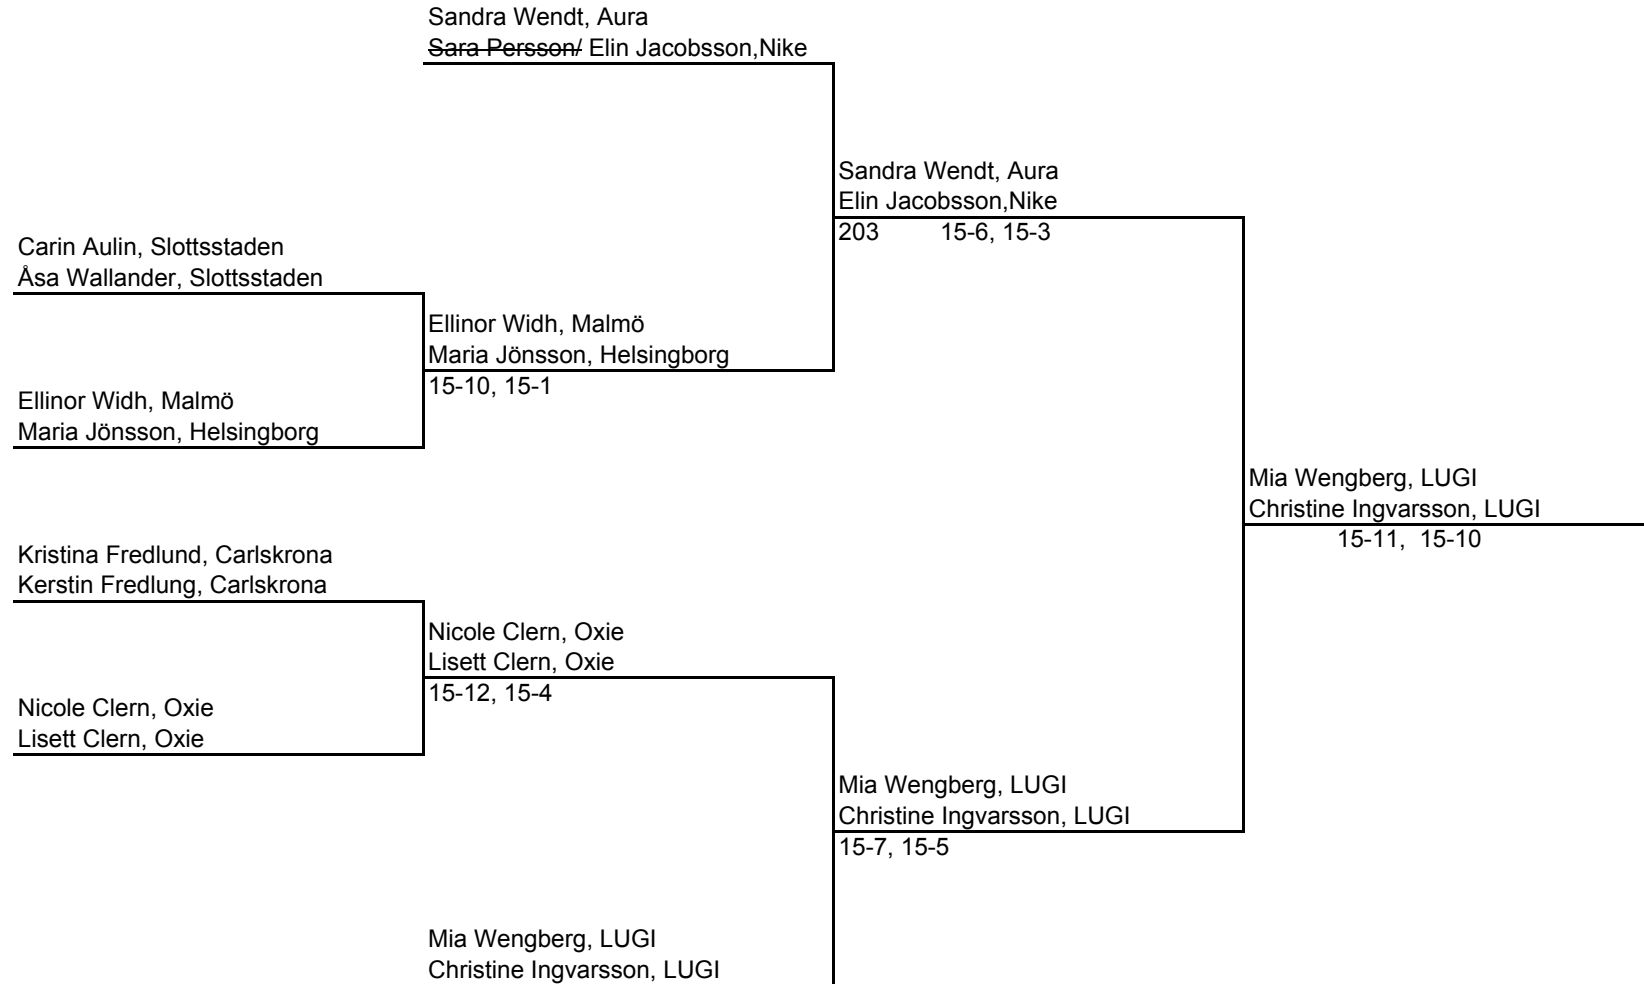 Sandra Wendt, Aura
Sara Persson/ Elin Jacobsson,Nike
Sandra Wendt, Aura
Elin Jacobsson,Nike
203 15-6, 15-3
Carin Aulin, Slottsstaden
Åsa Wallander, Slottsstaden
Ellinor Widh, Malmö
Maria Jönsson, Helsingborg
15-10, 15-1
Ellinor Widh, Malmö
Maria Jönsson, Helsingborg
Mia Wengberg, LUGI
Christine Ingvarsson, LUGI
15-11, 15-10
Kristina Fredlund, Carlskrona
Kerstin Fredlung, Carlskrona
Nicole Clern, Oxie
Lisett Clern, Oxie
15-12, 15-4
Nicole Clern, Oxie
Lisett Clern, Oxie
Mia Wengberg, LUGI
Christine Ingvarsson, LUGI
15-7, 15-5
Mia Wengberg, LUGI
Christine Ingvarsson, LUGI